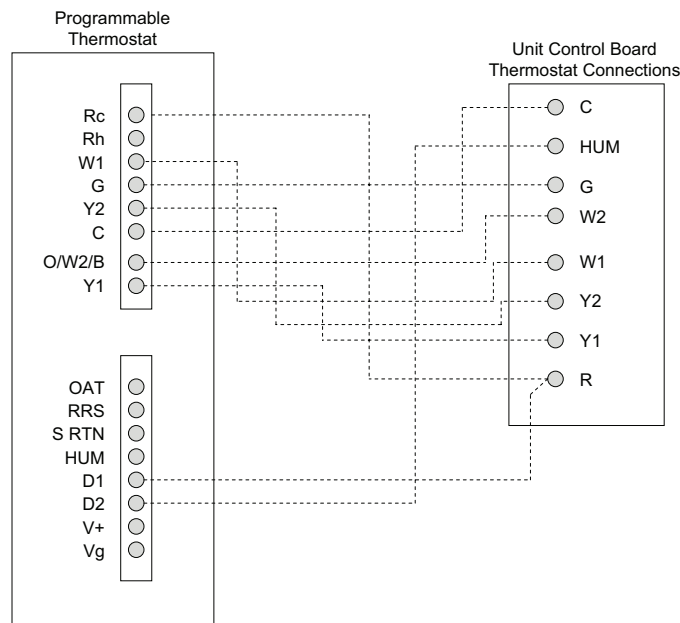 Programmable
Thermostat
Rc
Rh
W1
G
Y2
C
O/W2/B
Y1
OAT
RRS
S RTN
HUM
D1
D2
V+
Vg
Unit Control Board
Thermostat Connections
C
HUM
G
W2
W1
Y2
Y1
R